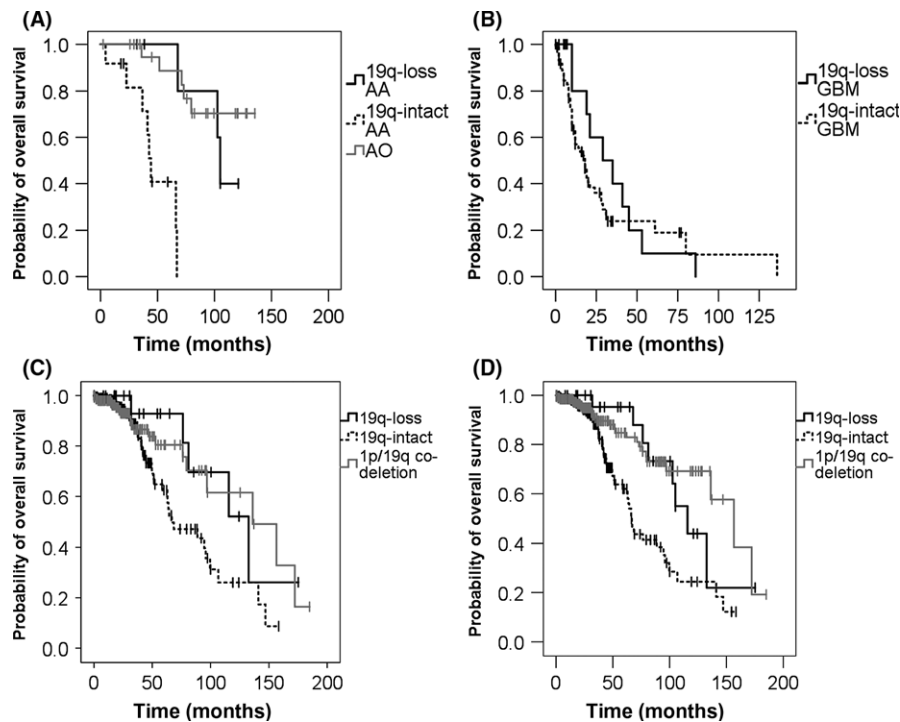 (A)
Probability of overall survival
1.0
0.8
0.6
0.4
0.2
0.0
0 50 100 150 200
Time (months)
19q-loss
AA
19q-intact
AA
AO
(B)
Probability of overall survival
1.0
0.8
0.6
0.4
0.2
0.0
0 25 50 75 100 125
Time (months)
19q-loss
GBM
19q-intact
GBM
(C)
Probability of overall survival
1.0
0.8
0.6
0.4
0.2
0.0
0 50 100 150 200
Time (months)
19q-loss
19q-intact
1p/19q co-
deletion
(D)
Probability of overall survival
1.0
0.8
0.6
0.4
0.2
0.0
0 50 100 150 200
Time (months)
19q-loss
19q-intact
1p/19q co-
deletion